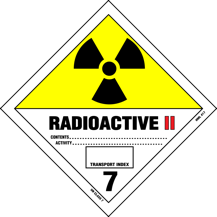 RADIOACTIVE II
CONTENTS
ACTIVITY
TRANSPORT INDEX
7